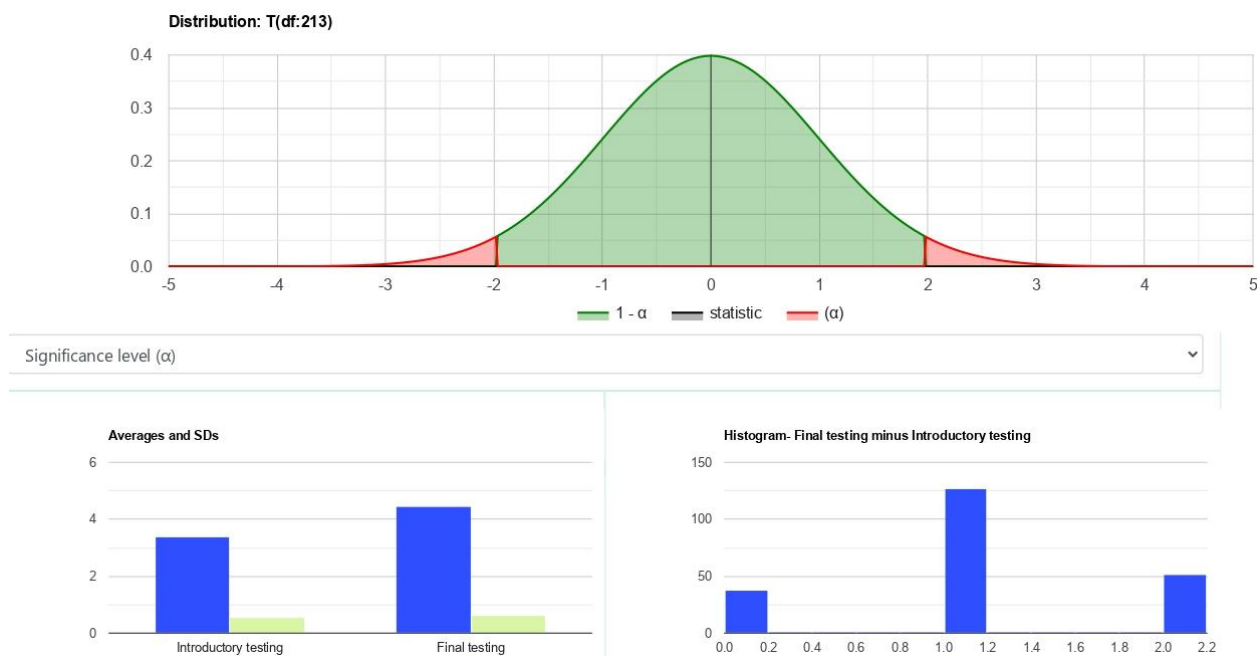 Distribution: T(df:213)
0.4
0.3
0.2
0.1
0.0
-5 -4 -3 -2 -1 0 1 2 3 4 5
1 - α statistic (α)
Significance level (α)
Averages and SDs
6
4
2
0
Introductory testing Final testing
Histogram- Final testing minus Introductory testing
150
100
50
0
0.0 0.2 0.4 0.6 0.8 1.0 1.2 1.4 1.6 1.8 2.0 2.2